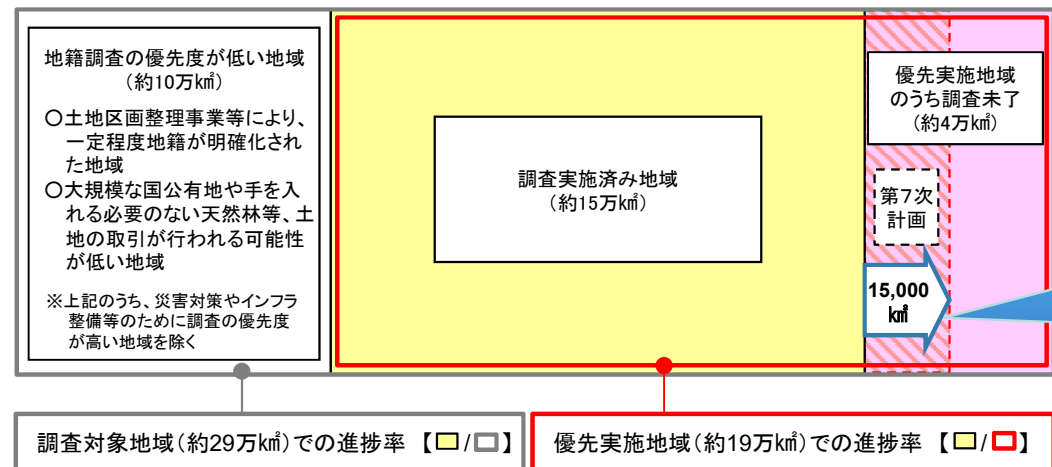 地籍調査の優先度が低い地域
(約10万k㎡)
○土地区画整理事業等により、
一定程度地籍が明確化され
た地域
○大規模な国公有地や手を入
れる必要のない天然林等、土
地の取引が行われる可能性
が低い地域
※上記のうち、災害対策やインフラ
整備等のために調査の優先度
が高い地域を除く
調査実施済み地域
(約15万k㎡)
優先実施地域
のうち調査未了
(約4万k㎡)
第7次
計画
15,000
k㎡
調査対象地域(約29万k㎡)での進捗率 【□/□】
優先実施地域(約19万k㎡)での進捗率 【□/□】